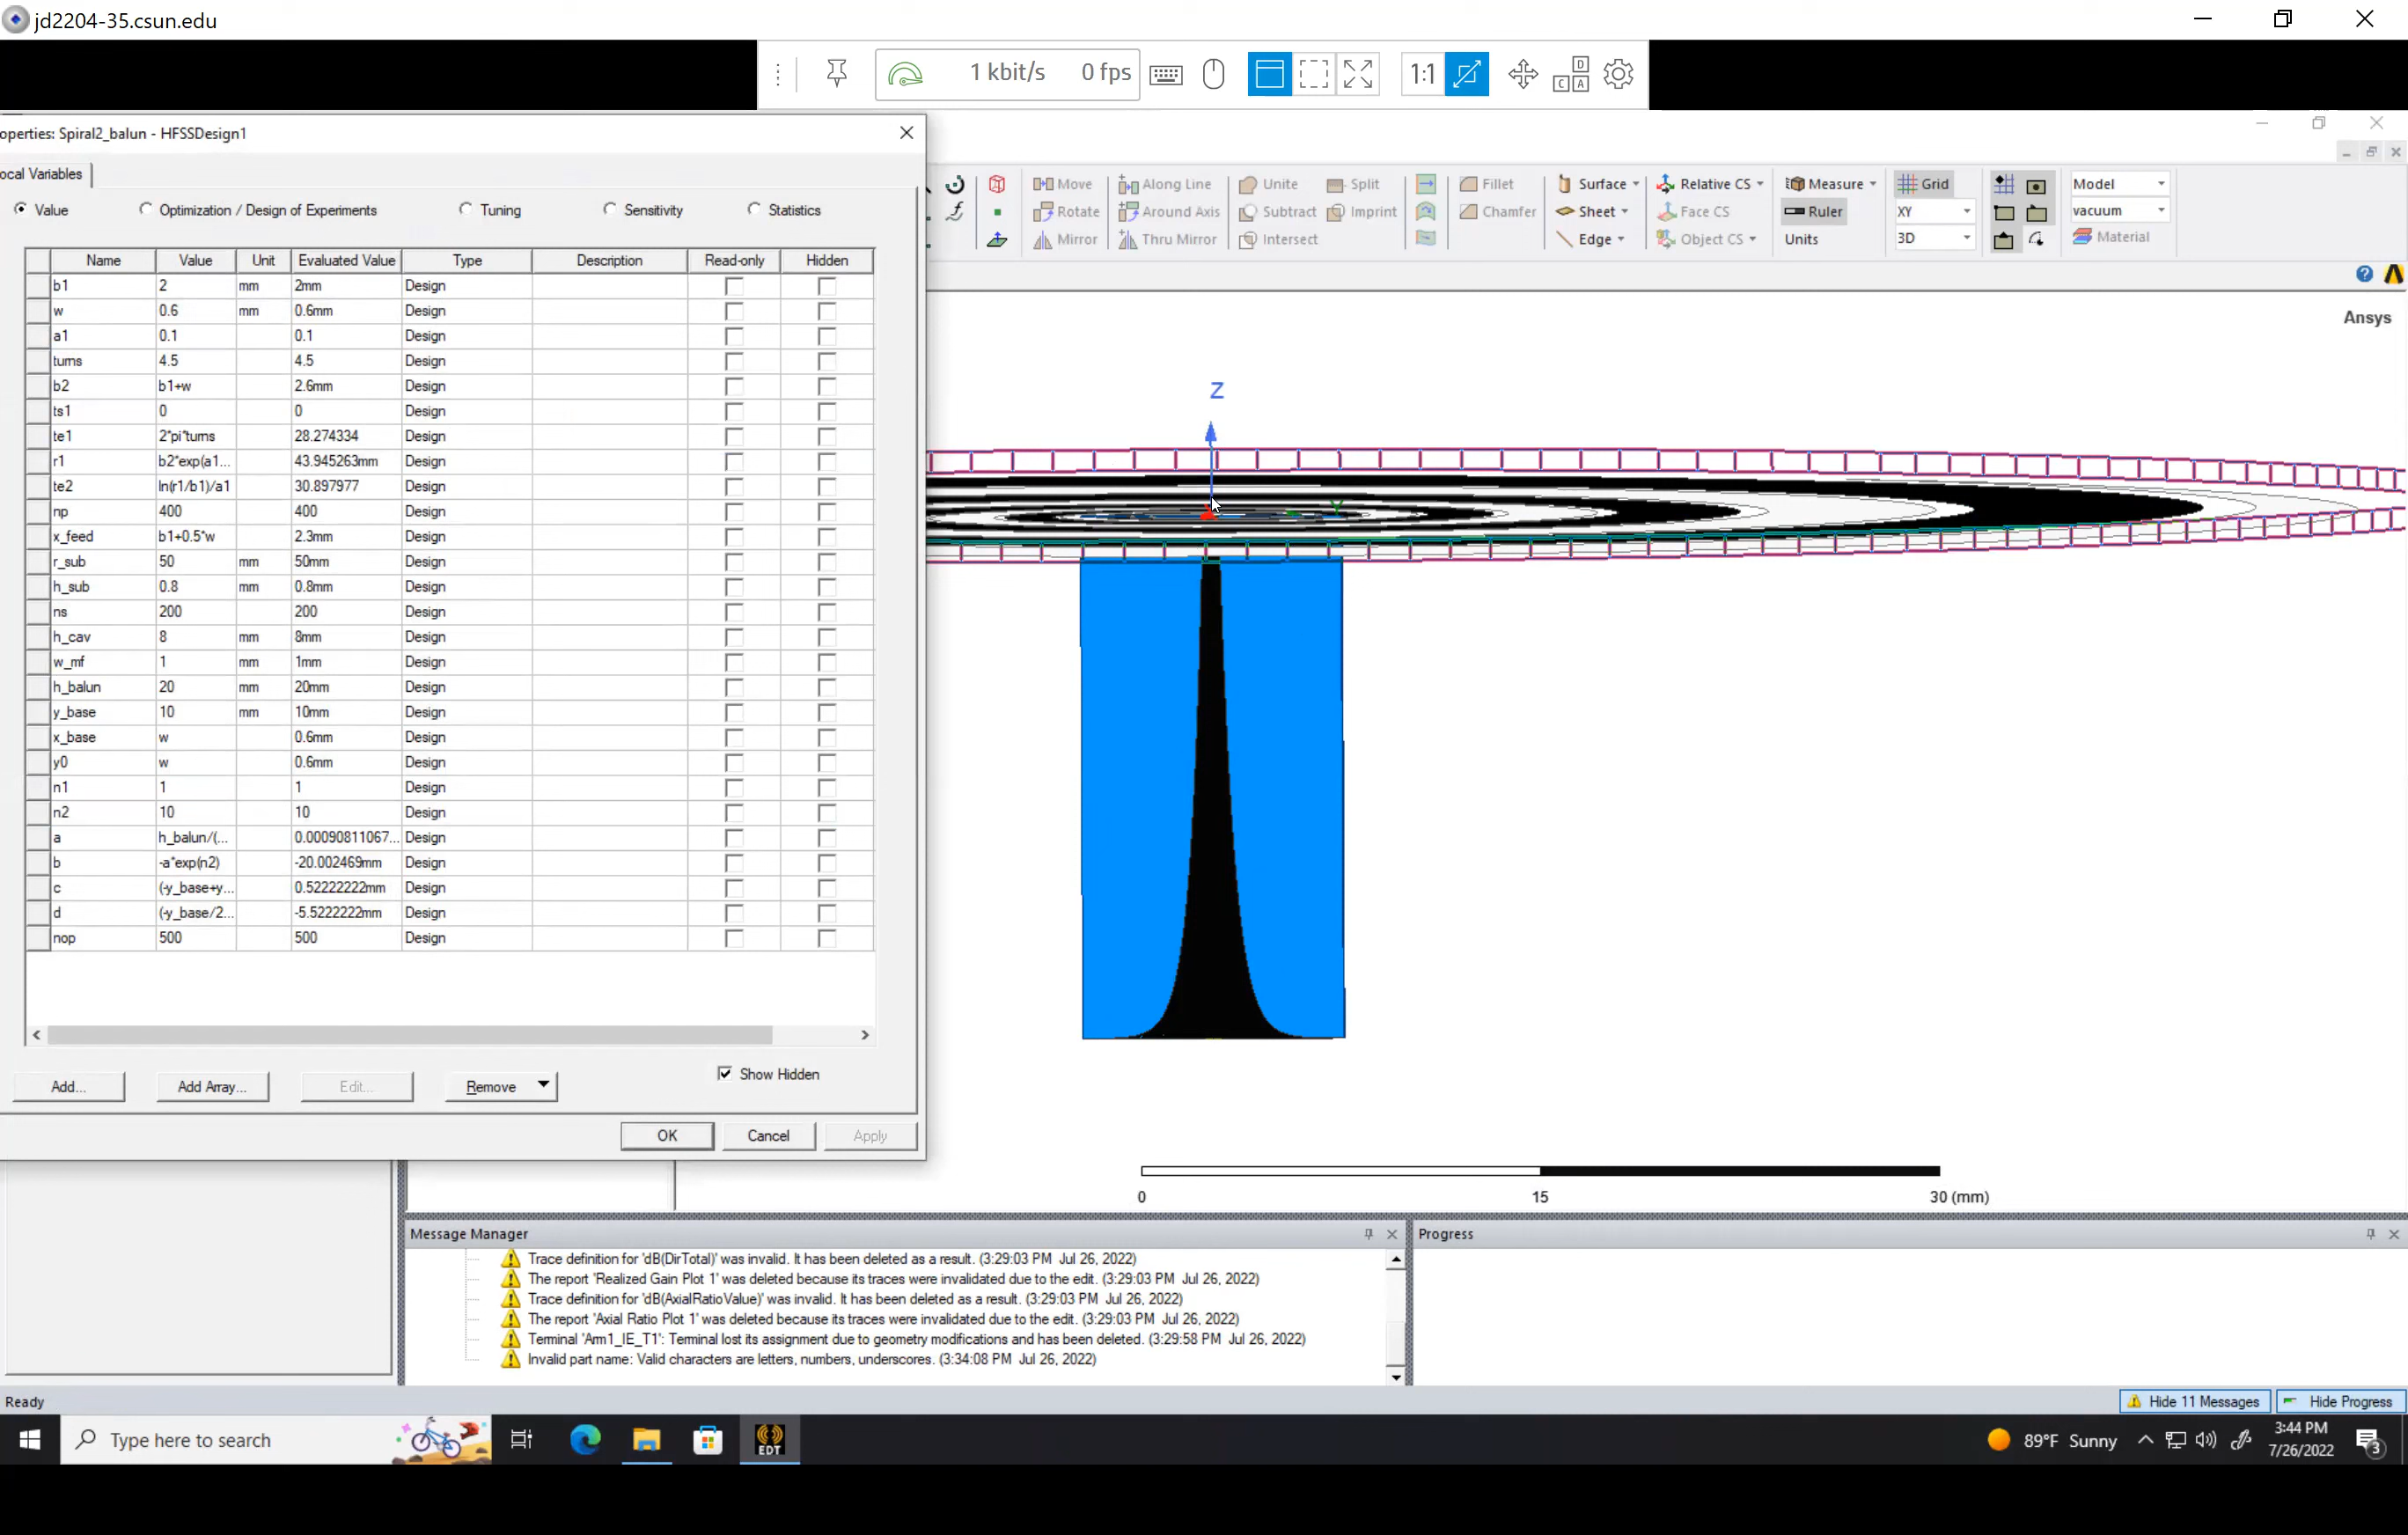 jd2204-35.csun.edu
1 kbit/s 0 fps 1:1 D C A
operties: Spiral2_balun - HFSSDesign1
ocal Variables
Value Optimization / Design of Experiments Tuning Sensitivity Statistics
Name Value Unit Evaluated Value Type Description Read-only Hidden
b1 2 mm 2mm Design
w 0.6 mm 0.6mm Design
a1 0.1 0.1 Design
turns 4.5 4.5 Design
b2 b1+w 2.6mm Design
ts1 0 0 Design
te1 2*pi*turns 28.274334 Design
r1 b2*exp(a1... 43.945263mm Design
te2 ln(r1/b1)/a1 30.897977 Design
np 400 400 Design
x_feed b1+0.5*w 2.3mm Design
r_sub 50 mm 50mm Design
h_sub 0.8 mm 0.8mm Design
ns 200 200 Design
h_cav 8 mm 8mm Design
w_mf 1 mm 1mm Design
h_balun 20 mm 20mm Design
y_base 10 mm 10mm Design
x_base w 0.6mm Design
y0 w 0.6mm Design
n1 1 1 Design
n2 10 10 Design
a h_balun/(... 0.00090811067... Design
b -a*exp(n2) -20.002469mm Design
c (-y_base+y... 0.52222222mm Design
d (-y_base/2... -5.5222222mm Design
nop 500 500 Design
Add... Add Array... Edit... Remove
Show Hidden
OK Cancel Apply
Move Along Line Unite Split Fillet Surface Relative CS Measure Grid Model
Rotate Around Axis Subtract Imprint Chamfer Sheet Face CS Ruler XY vacuum
Mirror Thru Mirror Intersect Edge Object CS Units 3D Material
Ansys
Z
Y
0 15 30 (mm)
Message Manager
Trace definition for 'dB(DirTotal)' was invalid. It has been deleted as a result. (3:29:03 PM Jul 26, 2022)
The report 'Realized Gain Plot 1' was deleted because its traces were invalidated due to the edit. (3:29:03 PM Jul 26, 2022)
Trace definition for 'dB(AxialRatioValue)' was invalid. It has been deleted as a result. (3:29:03 PM Jul 26, 2022)
The report 'Axial Ratio Plot 1' was deleted because its traces were invalidated due to the edit. (3:29:03 PM Jul 26, 2022)
Terminal 'Arm1_IE_T1': Terminal lost its assignment due to geometry modifications and has been deleted. (3:29:58 PM Jul 26, 2022)
Invalid part name: Valid characters are letters, numbers, underscores. (3:34:08 PM Jul 26, 2022)
Progress
Ready
Hide 11 Messages Hide Progress
Type here to search
EDT
89°F Sunny
3:44 PM
7/26/2022
3